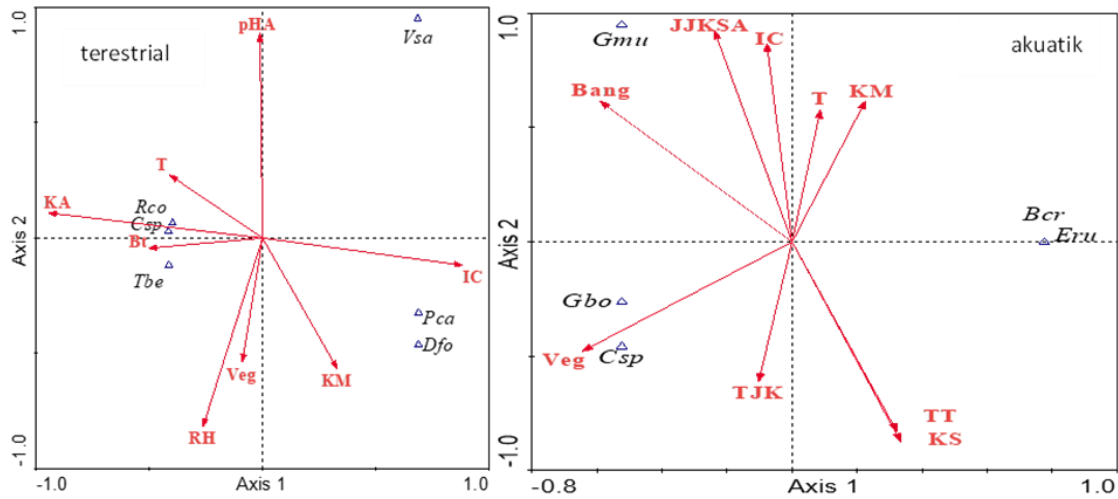 1.0
terestrial
pHA
Vsa
T
KA
Rco
Csp
Br
Tbe
IC
Pca
Dfo
Veg
KM
RH
Axis 2
-1.0
-1.0
Axis 1
1.0
1.0
akuatik
Gmu
JJKSA
IC
Bang
T
KM
Bcr
Eru
Gbo
Veg
Csp
TJK
TT
KS
Axis 2
-1.0
-0.8
Axis 1
1.0